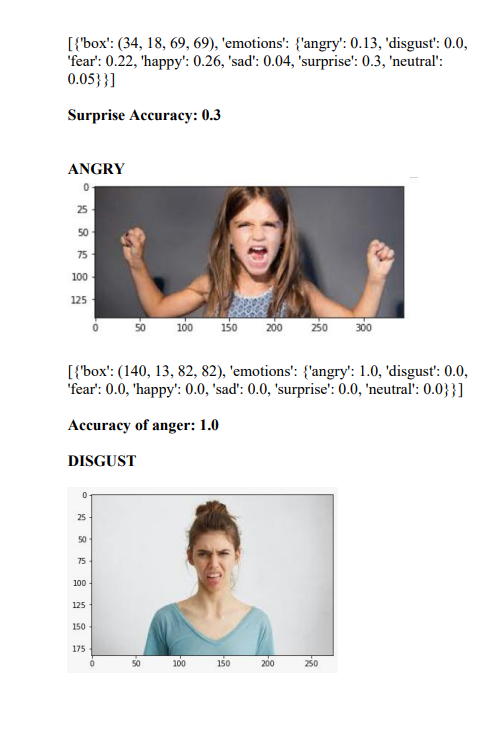 [{'box': (34, 18, 69, 69), 'emotions': {'angry': 0.13, 'disgust': 0.0,
'fear': 0.22, 'happy': 0.26, 'sad': 0.04, 'surprise': 0.3, 'neutral':
0.05}}]
Surprise Accuracy: 0.3
ANGRY
0
25
50
75
100
125
0 50 100 150 200 250 300
[{'box': (140, 13, 82, 82), 'emotions': {'angry': 1.0, 'disgust': 0.0,
'fear': 0.0, 'happy': 0.0, 'sad': 0.0, 'surprise': 0.0, 'neutral': 0.0}}]
Accuracy of anger: 1.0
DISGUST
0
25
50
75
100
125
150
175
0 50 100 150 200 250